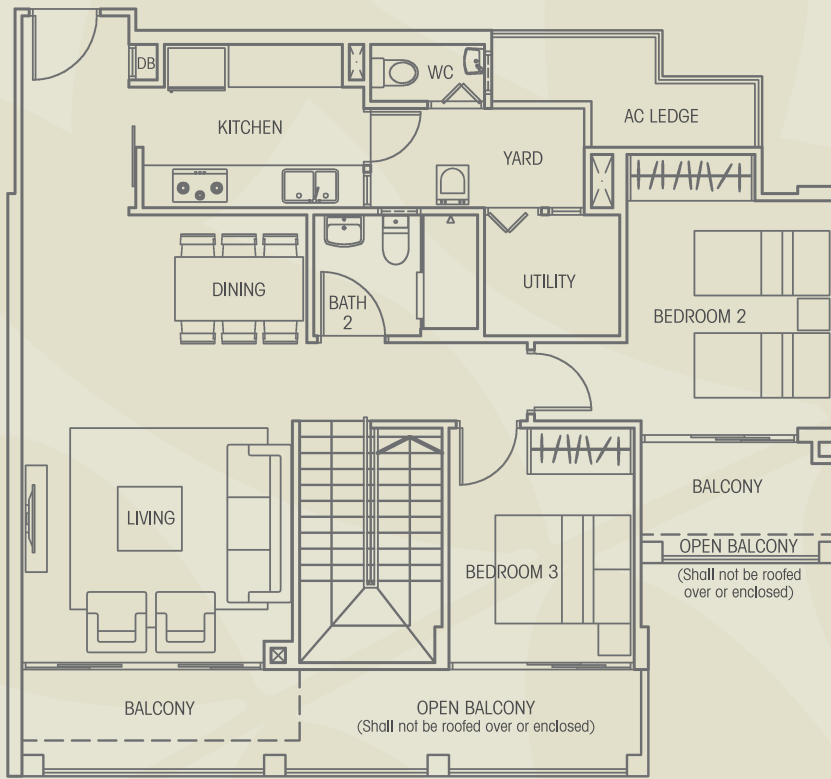 DB
WC
KITCHEN
AC LEDGE
YARD
DINING
BATH
2
UTILITY
BEDROOM 2
BALCONY
LIVING
OPEN BALCONY
(Shall not be roofed
over or enclosed)
BEDROOM 3
BALCONY
OPEN BALCONY
(Shall not be roofed over or enclosed)